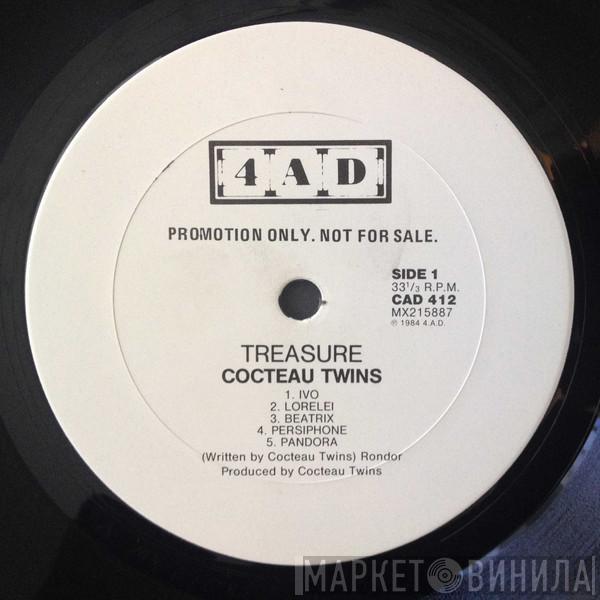 4AD
PROMOTION ONLY. NOT FOR SALE.
SIDE 1
33 1/3 R.P.M.
CAD 412
MX215887
℗ 1984 4.A.D.
TREASURE
COCTEAU TWINS
1. IVO
2. LORELEI
3. BEATRIX
4. PERSIPHONE
5. PANDORA
(Written by Cocteau Twins) Rondor
Produced by Cocteau Twins
МАРКЕТ ВИНИЛА